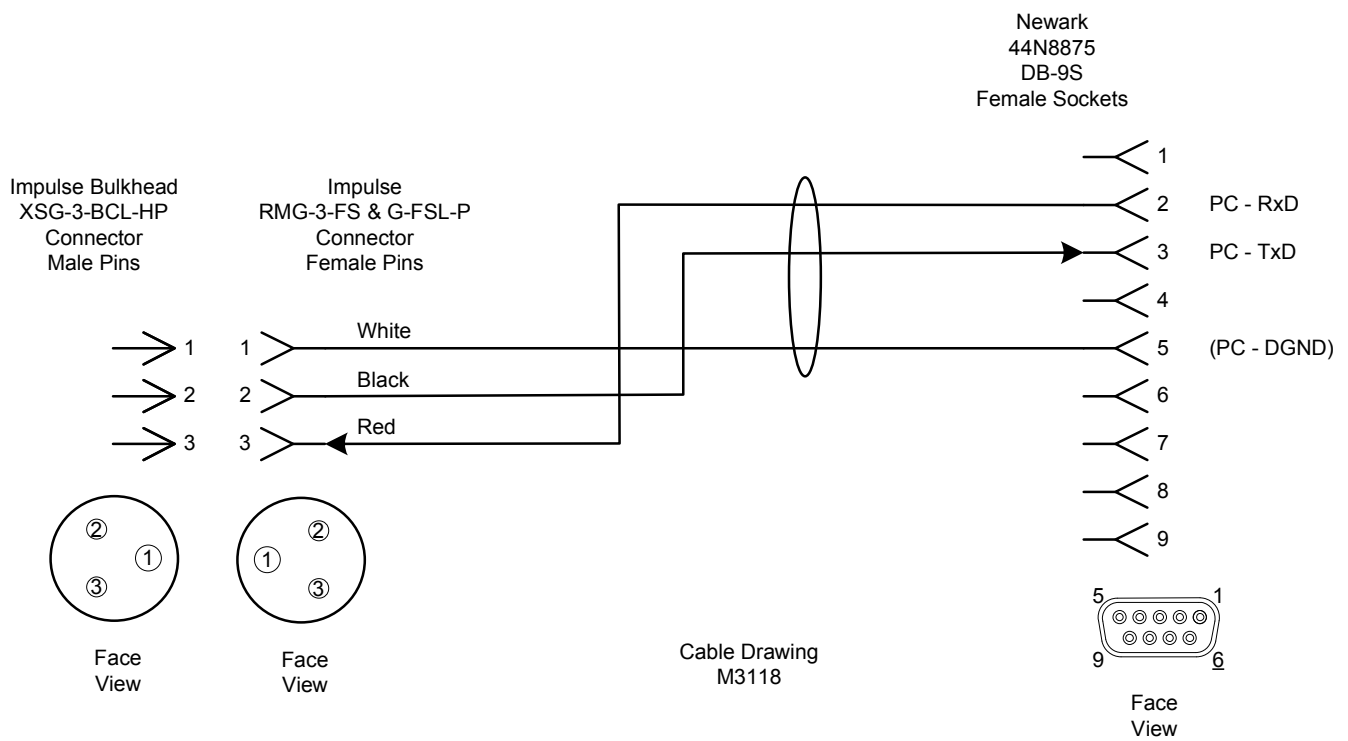 Newark
44N8875
DB-9S
Female Sockets
Impulse Bulkhead
XSG-3-BCL-HP
Connector
Male Pins
Impulse
RMG-3-FS & G-FSL-P
Connector
Female Pins
1
2 PC - RxD
3 PC - TxD
4
1 1 White 5 (PC - DGND)
2 2 Black 6
3 3 Red 7
8
9
2 2
1 1
3 3
5 1
9 6
Face
View
Face
View
Cable Drawing
M3118
Face
View